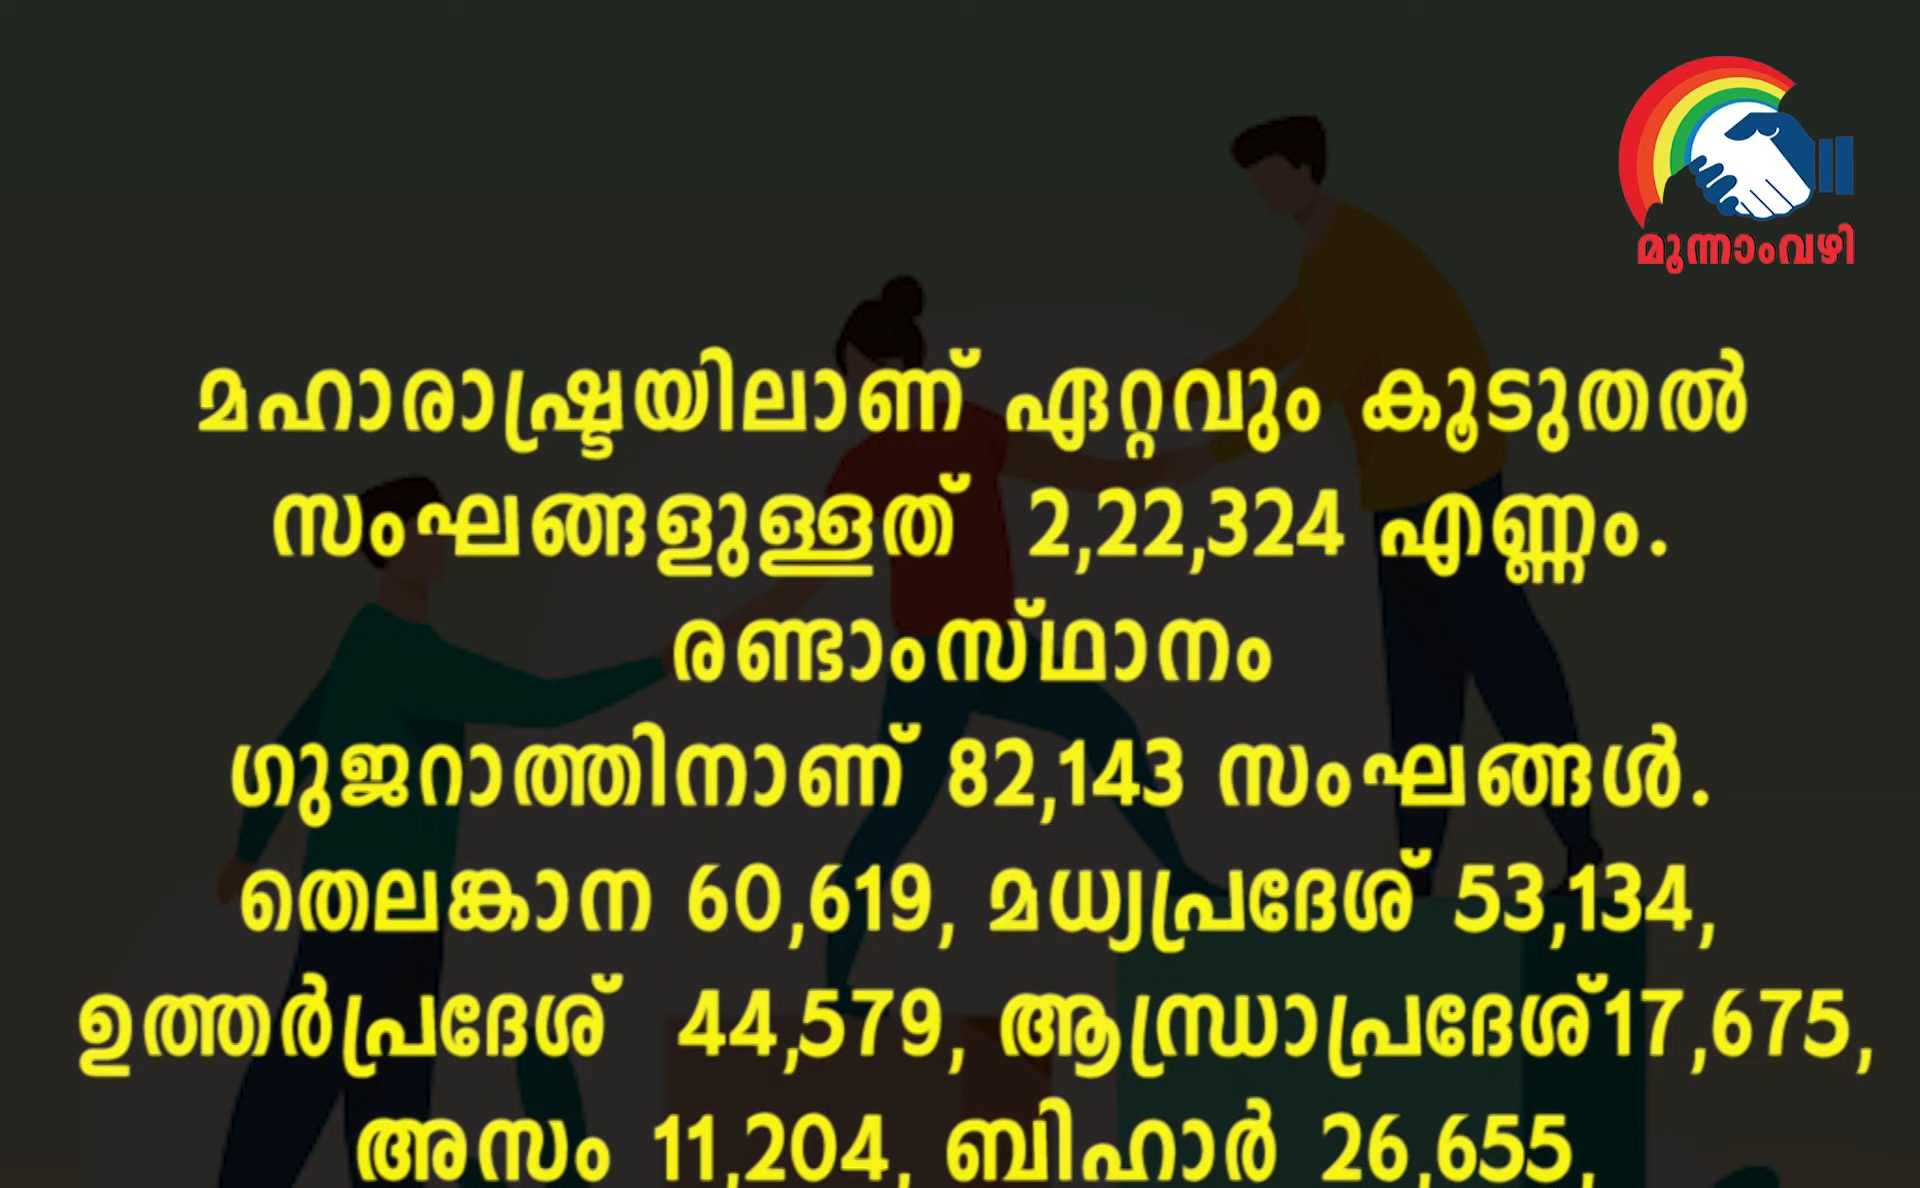 മൂന്നാംവഴി
മഹാരാഷ്ട്രയിലാണ് ഏറ്റവും കൂടുതൽ
സംഘങ്ങളുള്ളത് 2,22,324 എണ്ണം.
രണ്ടാംസ്ഥാനം
ഗുജറാത്തിനാണ് 82,143 സംഘങ്ങൾ.
തെലങ്കാന 60,619, മധ്യപ്രദേശ് 53,134,
ഉത്തർപ്രദേശ് 44,579, ആന്ധ്രാപ്രദേശ്17,675,
അസം 11,204, ബിഹാർ 26,655,